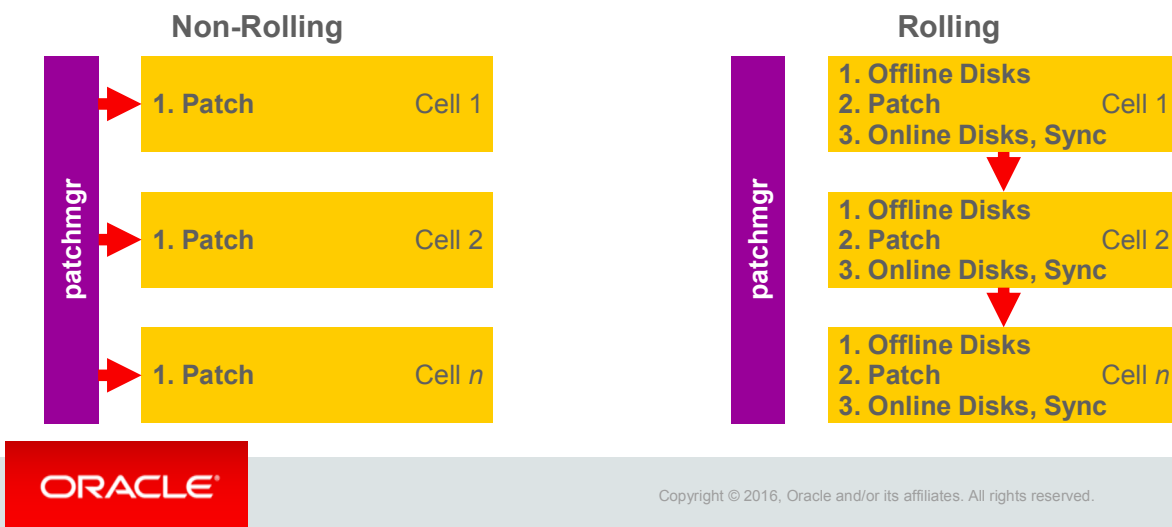 Non-Rolling
patchmgr
1. Patch Cell 1
1. Patch Cell 2
1. Patch Cell n
Rolling
patchmgr
1. Offline Disks
2. Patch Cell 1
3. Online Disks, Sync
1. Offline Disks
2. Patch Cell 2
3. Online Disks, Sync
1. Offline Disks
2. Patch Cell n
3. Online Disks, Sync
ORACLE®
Copyright © 2016, Oracle and/or its affiliates. All rights reserved.